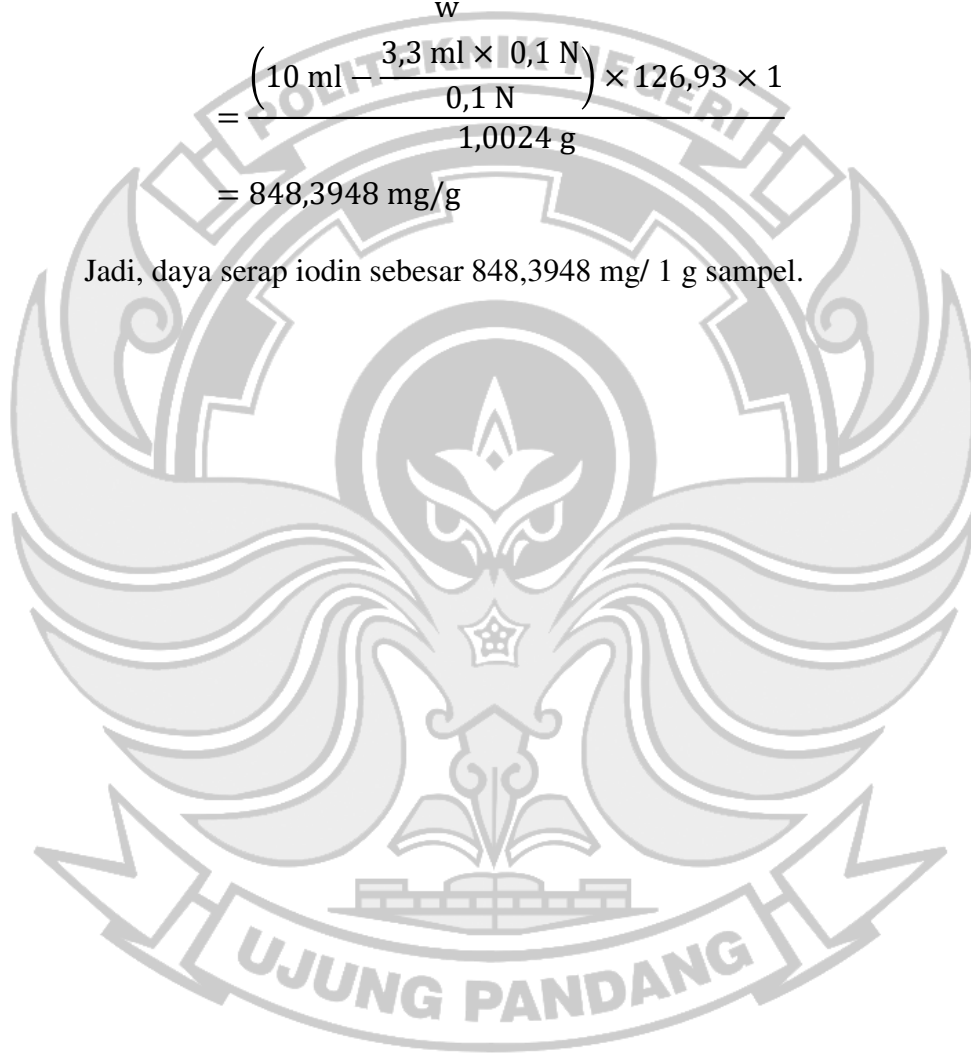 w
= (10 ml − (3,3 ml × 0,1 N)/(0,1 N)) × 126,93 × 1
1,0024 g
= 848,3948 mg/g
Jadi, daya serap iodin sebesar 848,3948 mg/ 1 g sampel.
POLITEKNIK NEGERI
UJUNG PANDANG